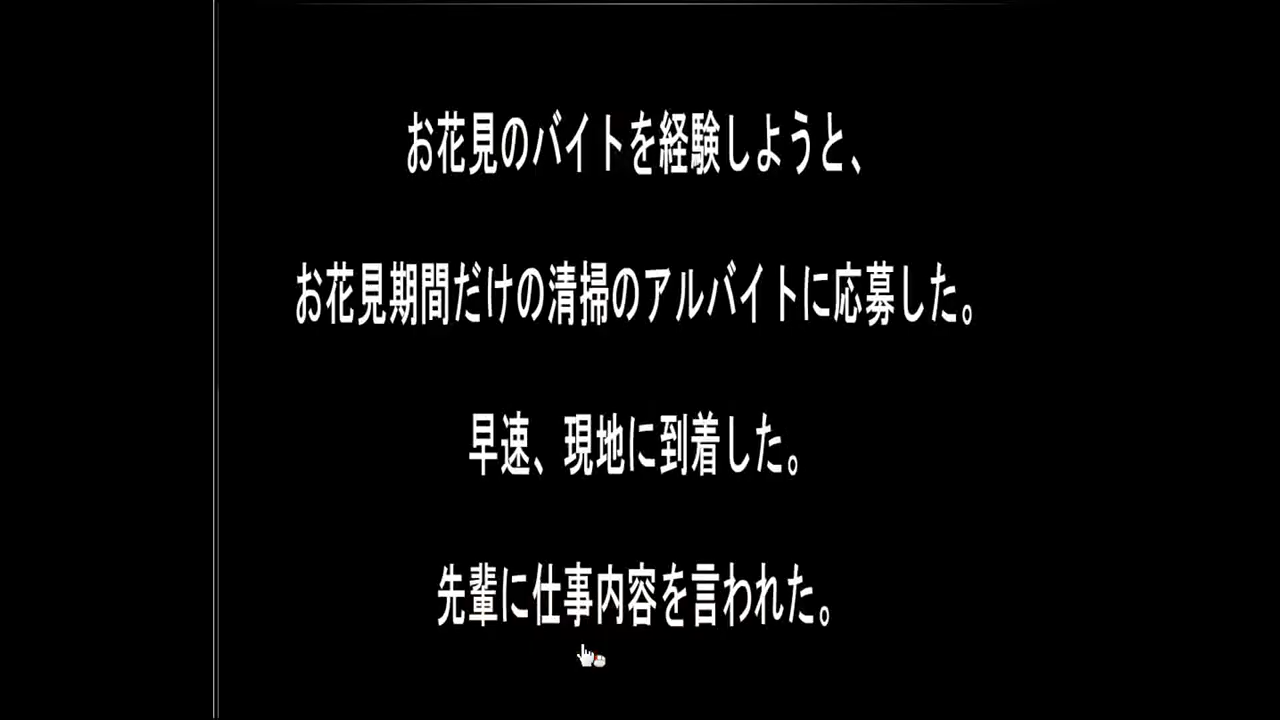 お花見のバイトを経験しようと、
お花見期間だけの清掃のアルバイトに応募した。
早速、現地に到着した。
先輩に仕事内容を言われた。